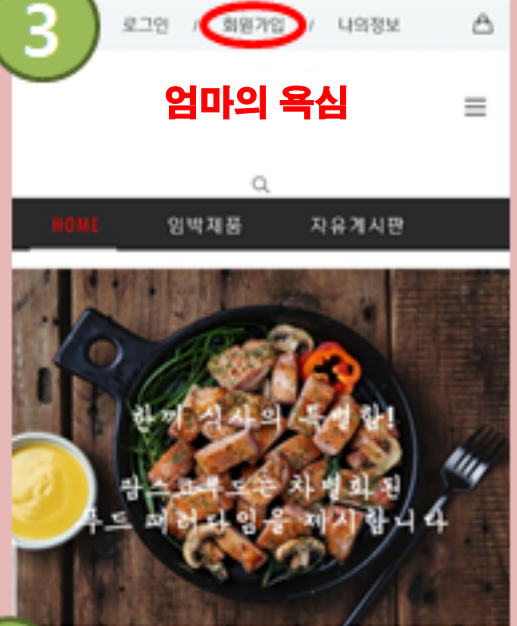 3
로그인 / 회원가입 / 나의정보
엄마의 욕심
HOME 임박제품 자유게시판
한끼 식사의 특별함!
팜스코푸드는 차별화된
푸드 패러다임을 제시합니다